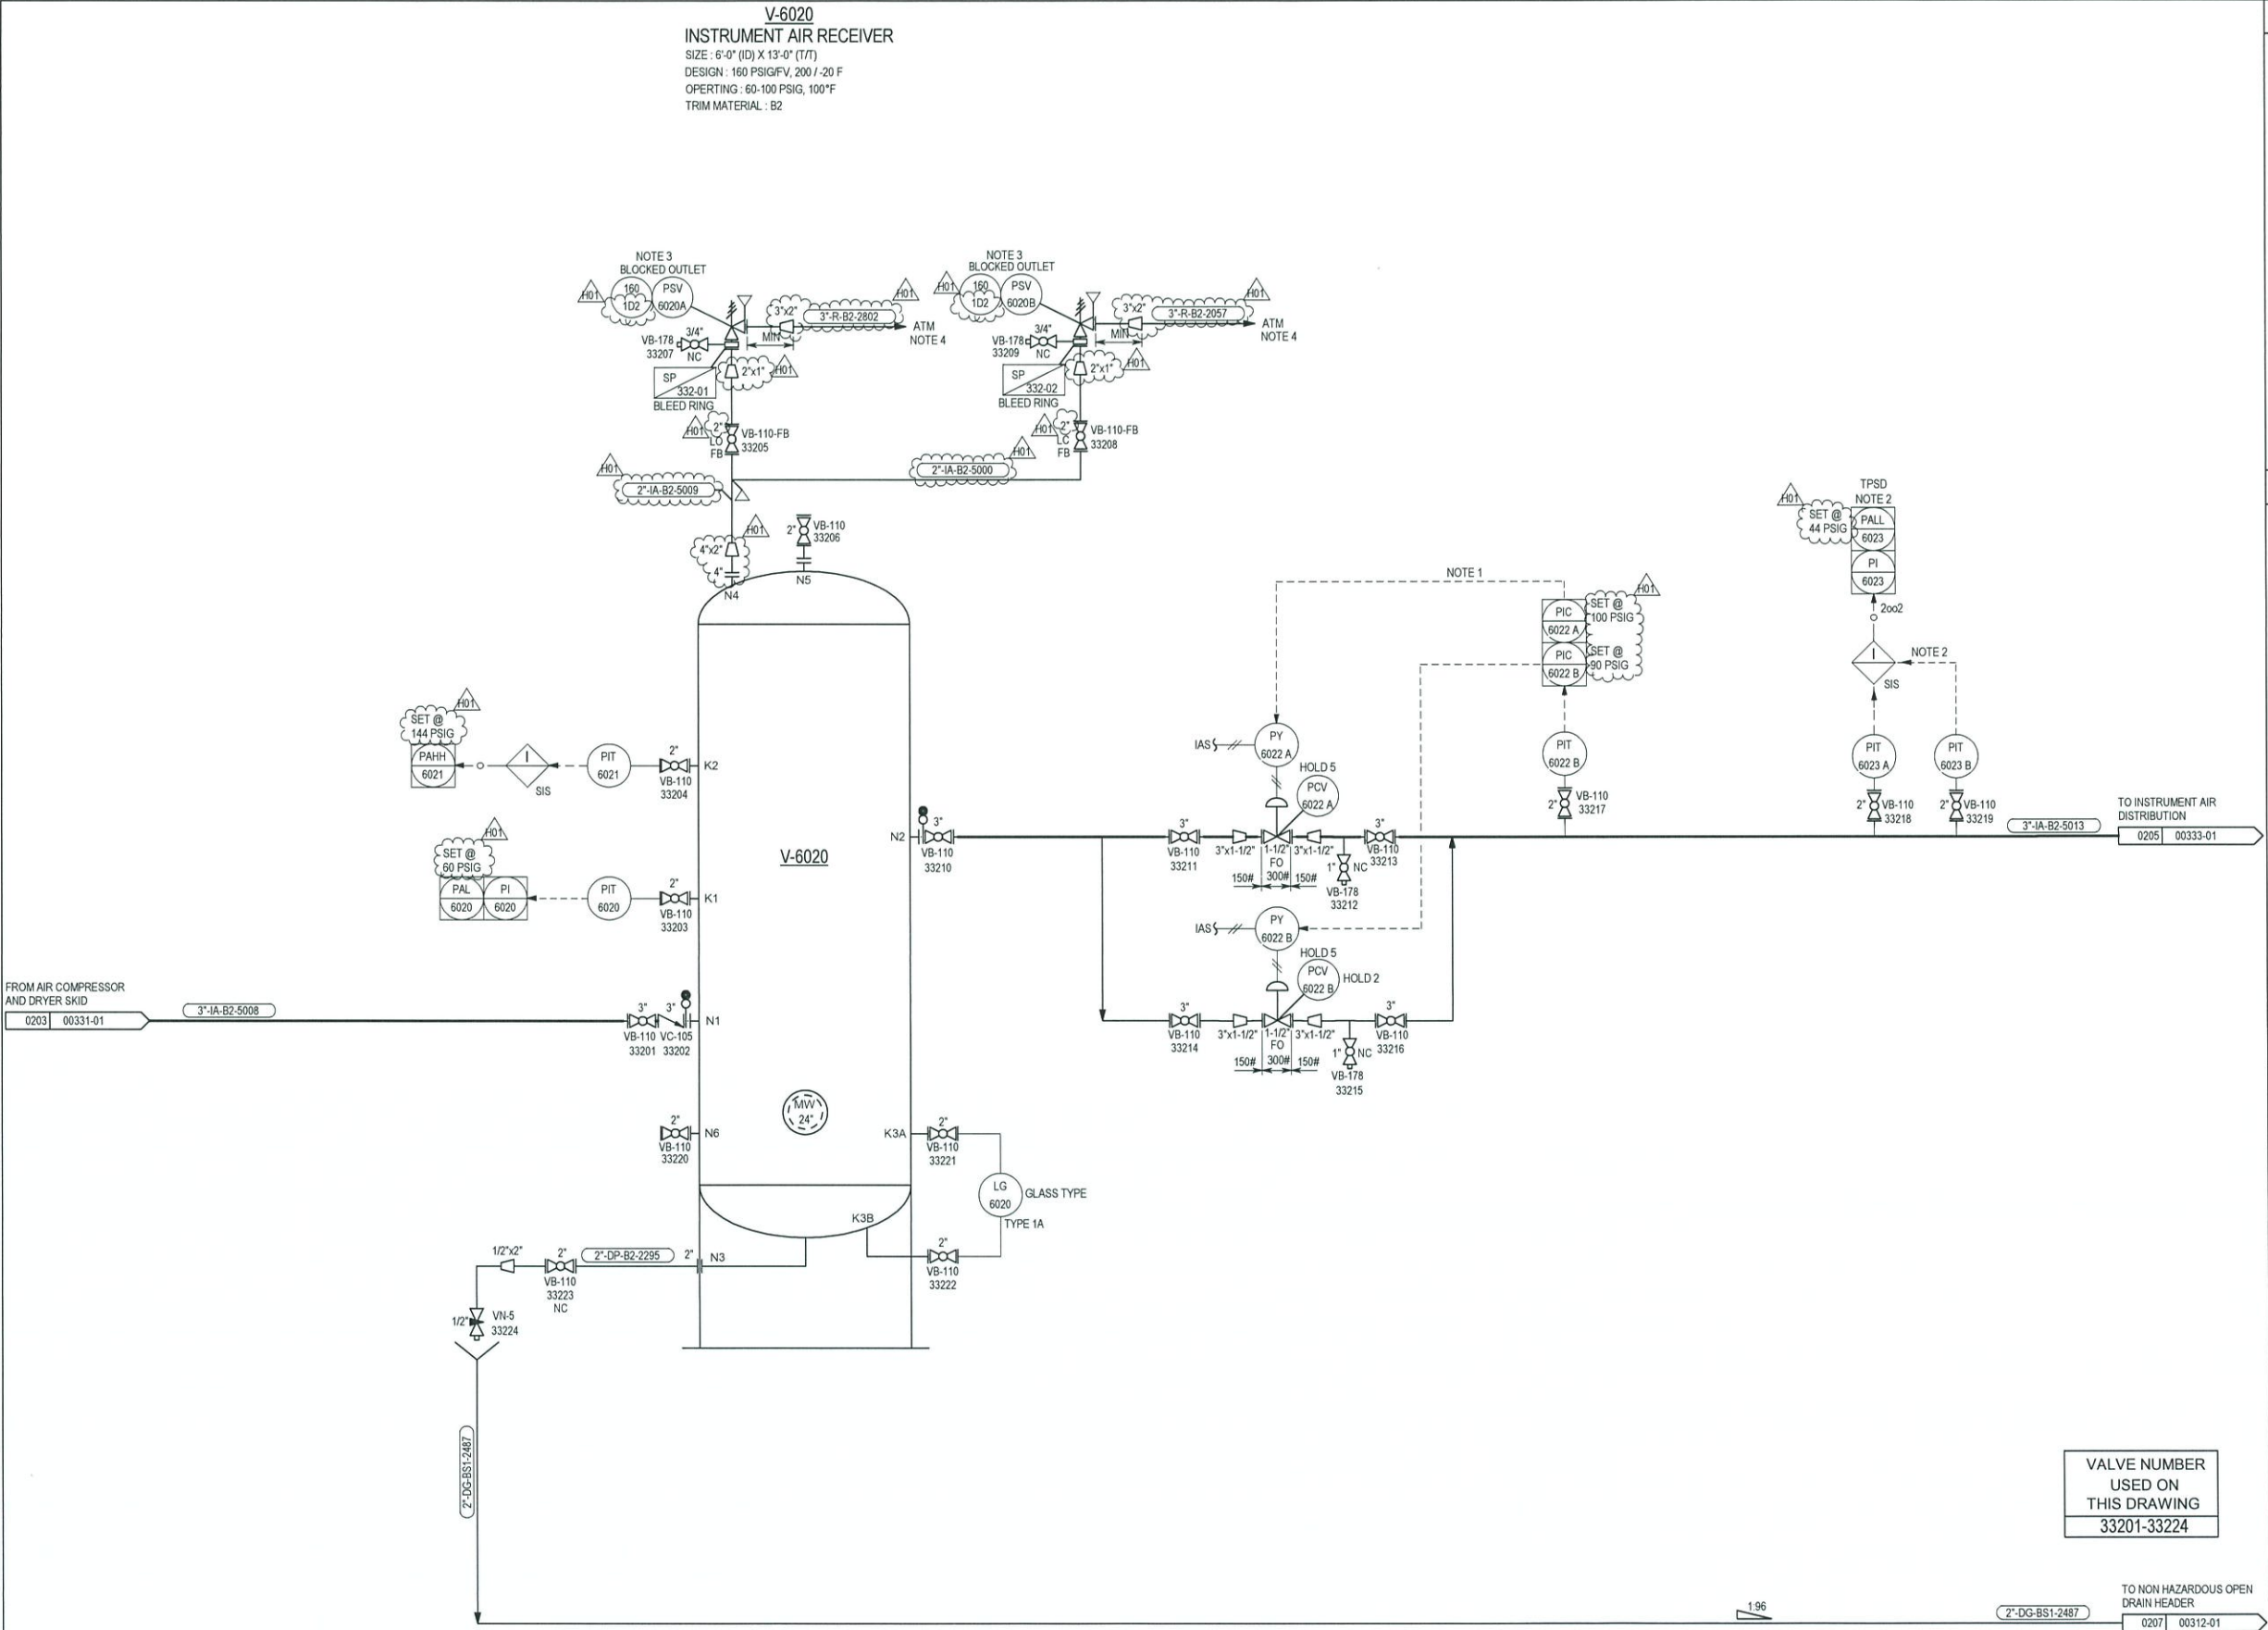 V-6020
INSTRUMENT AIR RECEIVER
SIZE : 6'-0" (ID) X 13'-0" (T/T)
DESIGN : 160 PSIG/FV, 200 / -20 F
OPERTING : 60-100 PSIG, 100°F
TRIM MATERIAL : B2
NOTE 3
BLOCKED OUTLET
H01
160
1D2
PSV
6020A
3"x2"
3"-R-B2-2802
H01
ATM
NOTE 4
MIN
3/4"
VB-178
33207
NC
SP
332-01
BLEED RING
2"x1"
H01
H01
2"
LO
FB
VB-110-FB
33205
NOTE 3
BLOCKED OUTLET
H01
160
1D2
PSV
6020B
3"x2"
3"-R-B2-2057
H01
ATM
NOTE 4
MIN
3/4"
VB-178
33209
NC
SP
332-02
BLEED RING
2"x1"
H01
H01
2"
LC
FB
VB-110-FB
33208
H01
2"-IA-B2-5000
H01
2"-IA-B2-5009
H01
4"x2"
4"
N4
2"
VB-110
33206
N5
TPSD
NOTE 2
H01
SET @
44 PSIG
PALL
6023
PI
6023
2oo2
I
SIS
NOTE 2
PIT
6023 A
PIT
6023 B
2"
VB-110
33218
2"
VB-110
33219
NOTE 1
H01
PIC
6022 A
SET @
100 PSIG
PIC
6022 B
SET @
90 PSIG
PIT
6022 B
2"
VB-110
33217
H01
SET @
144 PSIG
PAHH
6021
I
SIS
PIT
6021
2"
VB-110
33204
K2
H01
SET @
60 PSIG
PAL
6020
PI
6020
PIT
6020
2"
VB-110
33203
K1
V-6020
N2
3"
VB-110
33210
IAS
PY
6022 A
HOLD 5
PCV
6022 A
3"
VB-110
33211
3"x1-1/2"
1-1/2"
FO
3"x1-1/2"
150#
300#
150#
1"
NC
VB-178
33212
3"
VB-110
33213
3"-IA-B2-5013
TO INSTRUMENT AIR
DISTRIBUTION
0205 00333-01
IAS
PY
6022 B
HOLD 5
PCV
6022 B
HOLD 2
3"
VB-110
33214
3"x1-1/2"
1-1/2"
FO
3"x1-1/2"
150#
300#
150#
1"
NC
VB-178
33215
3"
VB-110
33216
FROM AIR COMPRESSOR
AND DRYER SKID
0203 00331-01
3"-IA-B2-5008
3"
VB-110
33201
3"
VC-105
33202
N1
MW
24"
2"
VB-110
33220
N6
K3A
2"
VB-110
33221
LG
6020
GLASS TYPE
TYPE 1A
K3B
2"
VB-110
33222
N3
2"
2"-DP-B2-2295
2"
VB-110
33223
NC
1/2"x2"
1/2"
VN-5
33224
2"-DG-BS1-2487
VALVE NUMBER
USED ON
THIS DRAWING
33201-33224
1:96
2"-DG-BS1-2487
TO NON HAZARDOUS OPEN
DRAIN HEADER
0207 00312-01